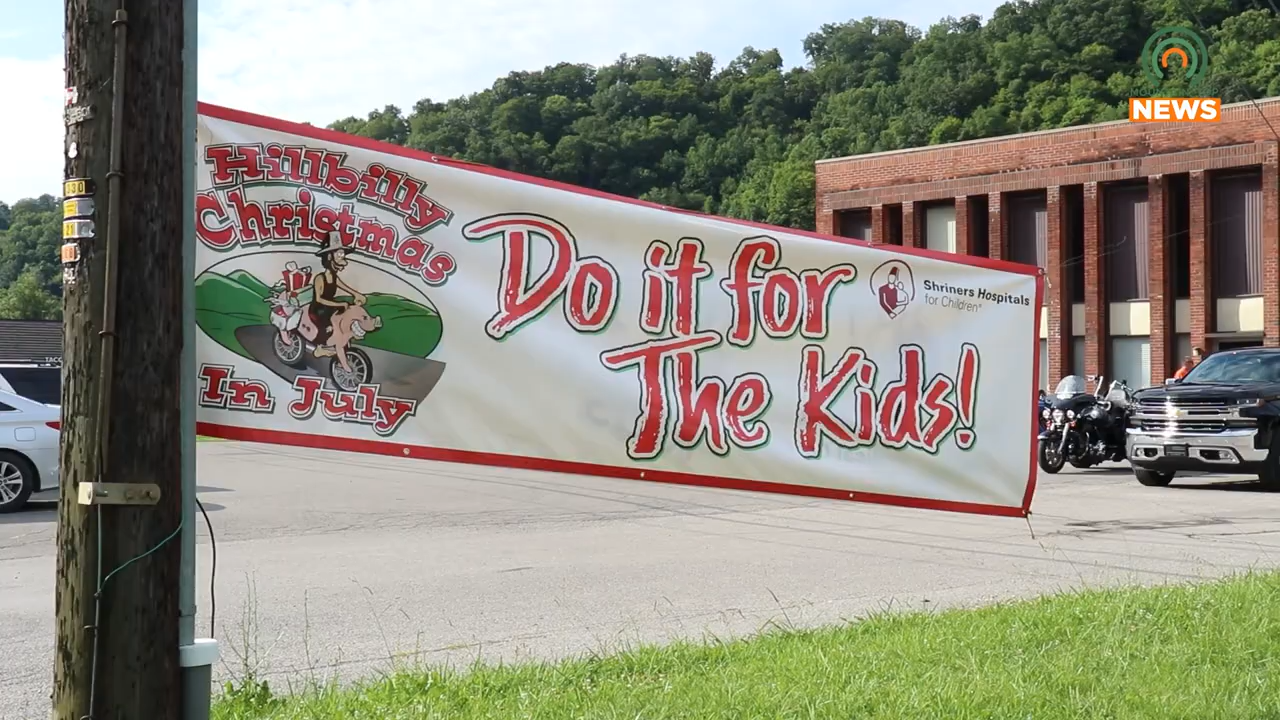 Hillbilly
Christmas
In July
Do it for
The Kids!
Shriners Hospitals
for Children®
NEWS